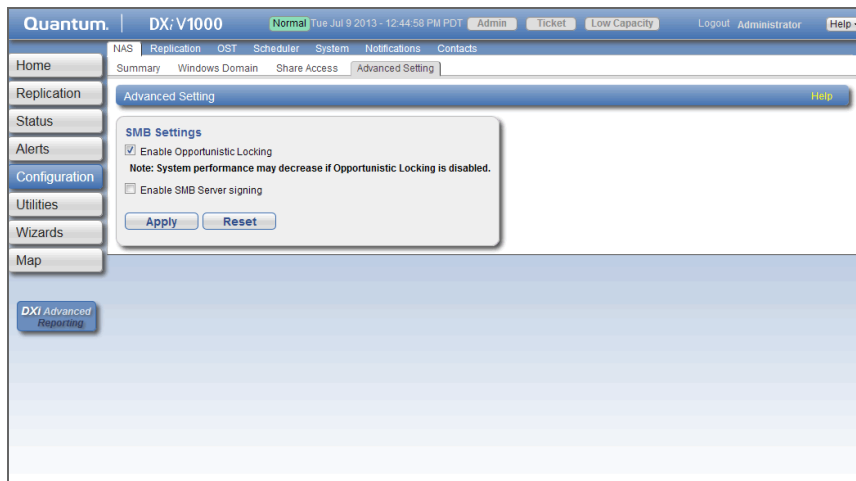 Quantum. DXi V1000 Normal Tue Jul 9 2013 - 12:44:58 PM PDT Admin Ticket Low Capacity Logout Administrator Help
NAS Replication OST Scheduler System Notifications Contacts
Summary Windows Domain Share Access Advanced Setting
Home
Replication
Status
Alerts
Configuration
Utilities
Wizards
Map
DXi Advanced
Reporting
Advanced Setting Help
SMB Settings
Enable Opportunistic Locking
Note: System performance may decrease if Opportunistic Locking is disabled.
Enable SMB Server signing
Apply Reset